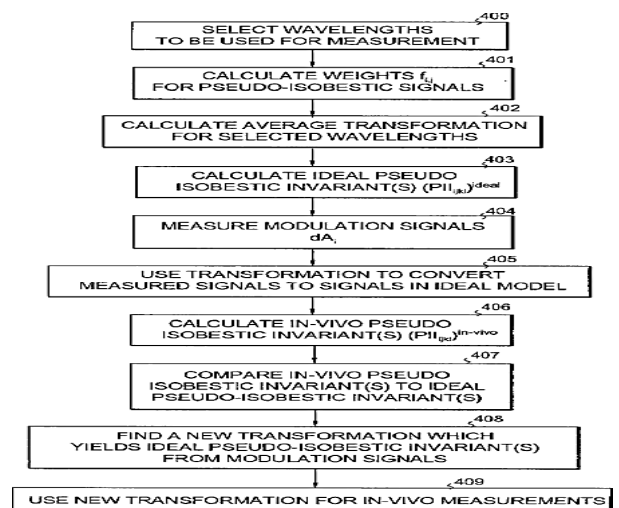 400
SELECT WAVELENGTHS
TO BE USED FOR MEASUREMENT
401
CALCULATE WEIGHTS fij
FOR PSEUDO-ISOBESTIC SIGNALS
402
CALCULATE AVERAGE TRANSFORMATION
FOR SELECTED WAVELENGTHS
403
CALCULATE IDEAL PSEUDO
ISOBESTIC INVARIANT(S) (PIIijkl)ideal
404
MEASURE MODULATION SIGNALS
dAi
405
USE TRANSFORMATION TO CONVERT
MEASURED SIGNALS TO SIGNALS IN IDEAL MODEL
406
CALCULATE IN-VIVO PSEUDO
ISOBESTIC INVARIANT(S) (PIIijkl)in-vivo
407
COMPARE IN-VIVO PSEUDO
ISOBESTIC INVARIANT(S) TO IDEAL
PSEUDO-ISOBESTIC INVARIANT(S)
408
FIND A NEW TRANSFORMATION WHICH
YIELDS IDEAL PSEUDO-ISOBESTIC INVARIANT(S)
FROM MODULATION SIGNALS
409
USE NEW TRANSFORMATION FOR IN-VIVO MEASUREMENTS